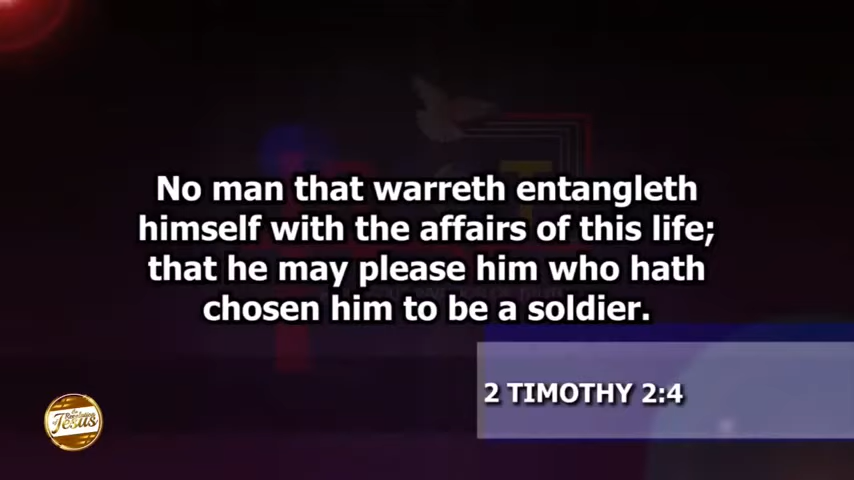 No man that warreth entangleth
himself with the affairs of this life;
that he may please him who hath
chosen him to be a soldier.
2 TIMOTHY 2:4
Jesus